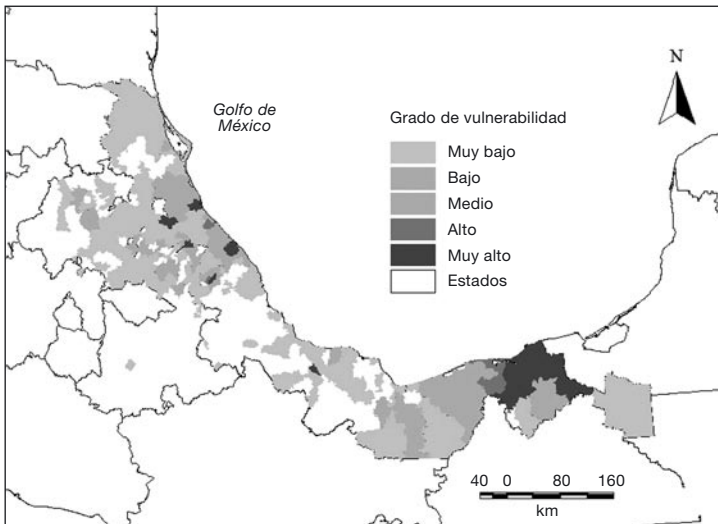 N
Golfo de
México
Grado de vulnerabilidad
Muy bajo
Bajo
Medio
Alto
Muy alto
Estados
40 0 80 160
km